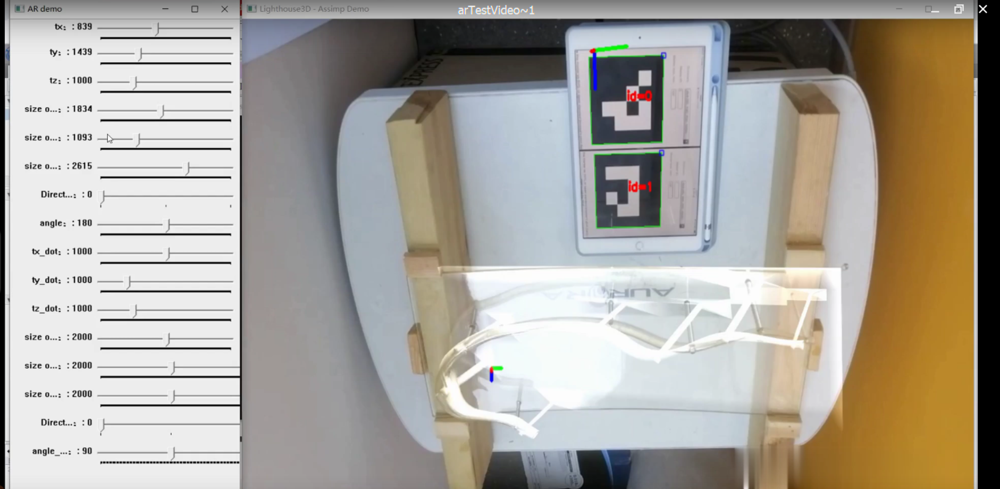 AR demo
Lighthouse3D - Assimp Demo
arTestVideo~1
tx: : 839
ty: : 1439
tz: : 1000
size o...: : 1834
size o...: : 1093
size o...: : 2615
Direct...: : 0
angle: : 180
tx_dot: : 1000
ty_dot: : 1000
tz_dot: : 1000
size o...: : 2000
size o...: : 2000
size o...: : 2000
Direct...: : 0
angle_...: : 90
EXPRESS
id=0
id=1